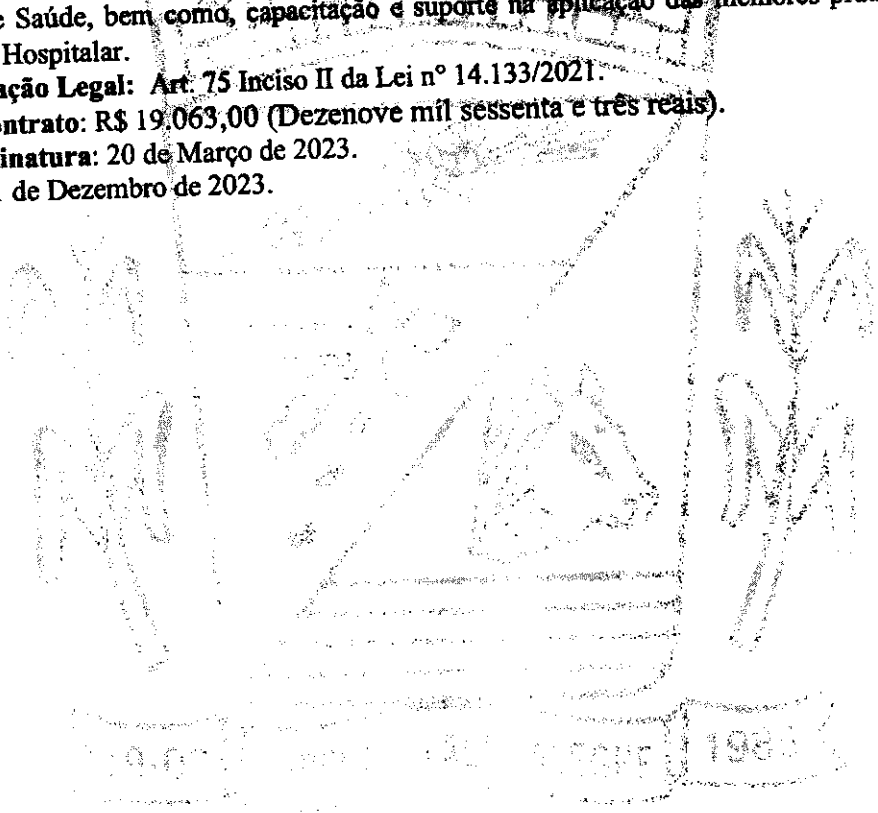 e Saúde, bem como, capacitação e suporte na aplicação das melhores
Hospitalar.
ação Legal: Art. 75 Inciso II da Lei nº 14.133/2021.
ontrato: R$ 19.063,00 (Dezenove mil sessenta e três reais).
inatura: 20 de Março de 2023.
de Dezembro de 2023.